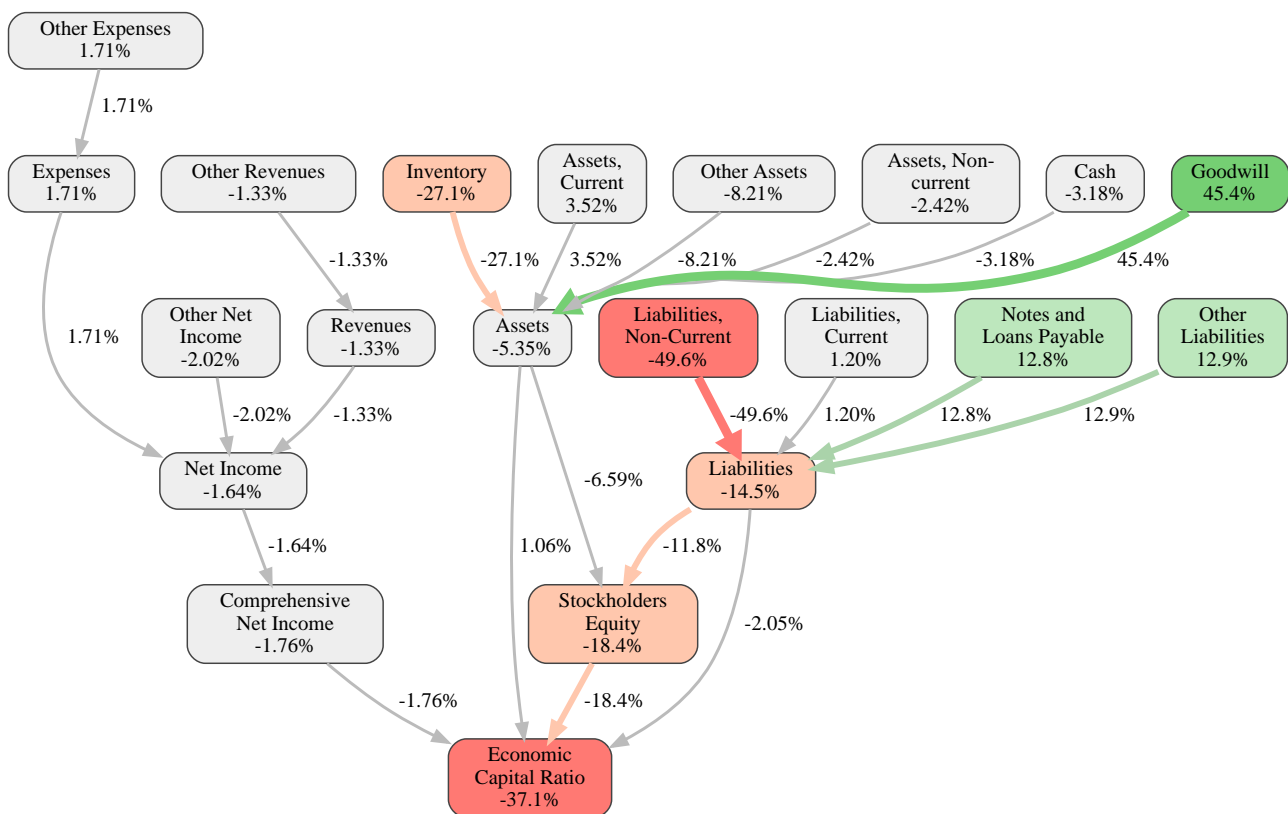 Other Expenses
1.71%
1.71%
Expenses
1.71%
Other Revenues
-1.33%
Inventory
-27.1%
Assets,
Current
3.52%
Other Assets
-8.21%
Assets, Non-
current
-2.42%
Cash
-3.18%
Goodwill
45.4%
-1.33%
-27.1%
3.52%
-8.21%
-2.42%
-3.18%
45.4%
1.71%
Other Net
Income
-2.02%
Revenues
-1.33%
Assets
-5.35%
Liabilities,
Non-Current
-49.6%
Liabilities,
Current
1.20%
Notes and
Loans Payable
12.8%
Other
Liabilities
12.9%
-2.02%
-1.33%
-49.6%
1.20%
12.8%
12.9%
Net Income
-1.64%
-6.59%
Liabilities
-14.5%
-1.64%
1.06%
-11.8%
Comprehensive
Net Income
-1.76%
Stockholders
Equity
-18.4%
-2.05%
-1.76%
-18.4%
Economic
Capital Ratio
-37.1%